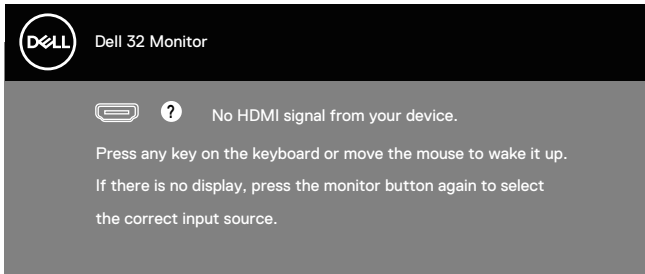 DELL
Dell 32 Monitor
? No HDMI signal from your device.
Press any key on the keyboard or move the mouse to wake it up.
If there is no display, press the monitor button again to select
the correct input source.